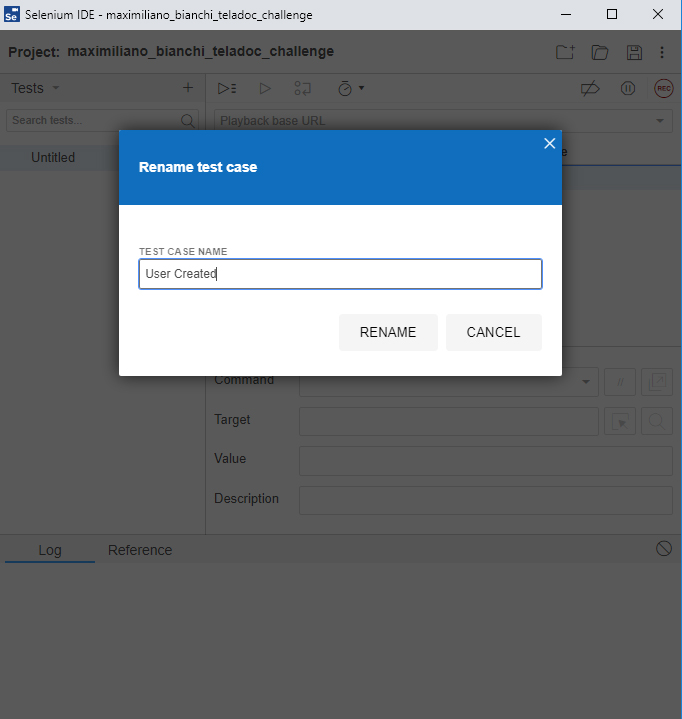 Se Selenium IDE - maximiliano_bianchi_teladoc_challenge
Project: maximiliano_bianchi_teladoc_challenge
Tests
REC
Search tests...
Playback base URL
Untitled
e
Rename test case
TEST CASE NAME
User Created
RENAME CANCEL
Command //
Target
Value
Description
Log Reference